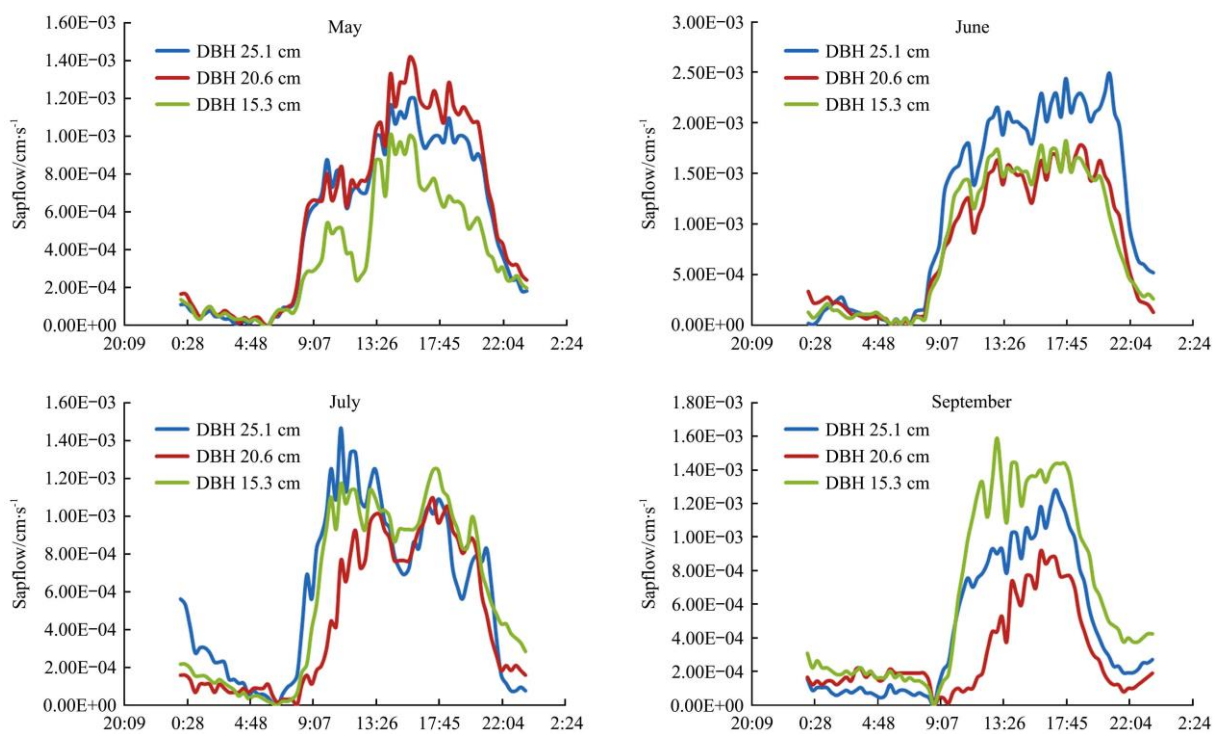 May
DBH 25.1 cm
DBH 20.6 cm
DBH 15.3 cm
Sapflow/cm·s⁻¹
1.60E−03
1.40E−03
1.20E−03
1.00E−03
8.00E−04
6.00E−04
4.00E−04
2.00E−04
0.00E+00
20:09 0:28 4:48 9:07 13:26 17:45 22:04 2:24
June
DBH 25.1 cm
DBH 20.6 cm
DBH 15.3 cm
Sapflow/cm·s⁻¹
3.00E−03
2.50E−03
2.00E−03
1.50E−03
1.00E−03
5.00E−04
0.00E+00
20:09 0:28 4:48 9:07 13:26 17:45 22:04 2:24
July
DBH 25.1 cm
DBH 20.6 cm
DBH 15.3 cm
Sapflow/cm·s⁻¹
1.60E−03
1.40E−03
1.20E−03
1.00E−03
8.00E−04
6.00E−04
4.00E−04
2.00E−04
0.00E+00
20:09 0:28 4:48 9:07 13:26 17:45 22:04 2:24
September
DBH 25.1 cm
DBH 20.6 cm
DBH 15.3 cm
Sapflow/cm·s⁻¹
1.80E−03
1.60E−03
1.40E−03
1.20E−03
1.00E−03
8.00E−04
6.00E−04
4.00E−04
2.00E−04
0.00E+00
20:09 0:28 4:48 9:07 13:26 17:45 22:04 2:24